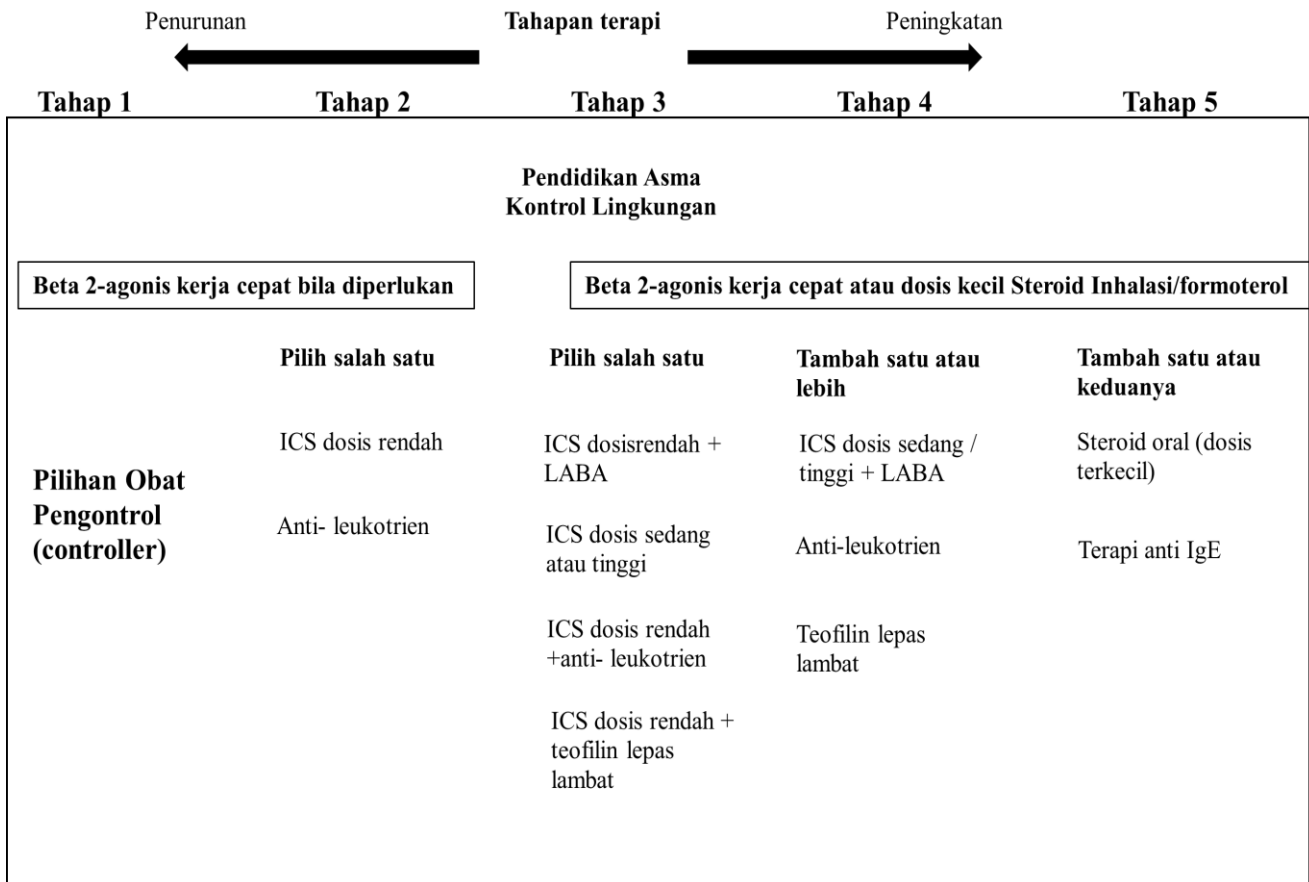 Penurunan
Tahapan terapi
Peningkatan
Tahap 1
Tahap 2
Tahap 3
Tahap 4
Tahap 5
Pendidikan Asma
Kontrol Lingkungan
Beta 2-agonis kerja cepat bila diperlukan
Beta 2-agonis kerja cepat atau dosis kecil Steroid Inhalasi/formoterol
Pilihan Obat
Pengontrol
(controller)
Pilih salah satu
ICS dosis rendah
Anti- leukotrien
Pilih salah satu
ICS dosisrendah +
LABA
ICS dosis sedang
atau tinggi
ICS dosis rendah
+anti- leukotrien
ICS dosis rendah +
teofilin lepas
lambat
Tambah satu atau
lebih
ICS dosis sedang /
tinggi + LABA
Anti-leukotrien
Teofilin lepas
lambat
Tambah satu atau
keduanya
Steroid oral (dosis
terkecil)
Terapi anti IgE